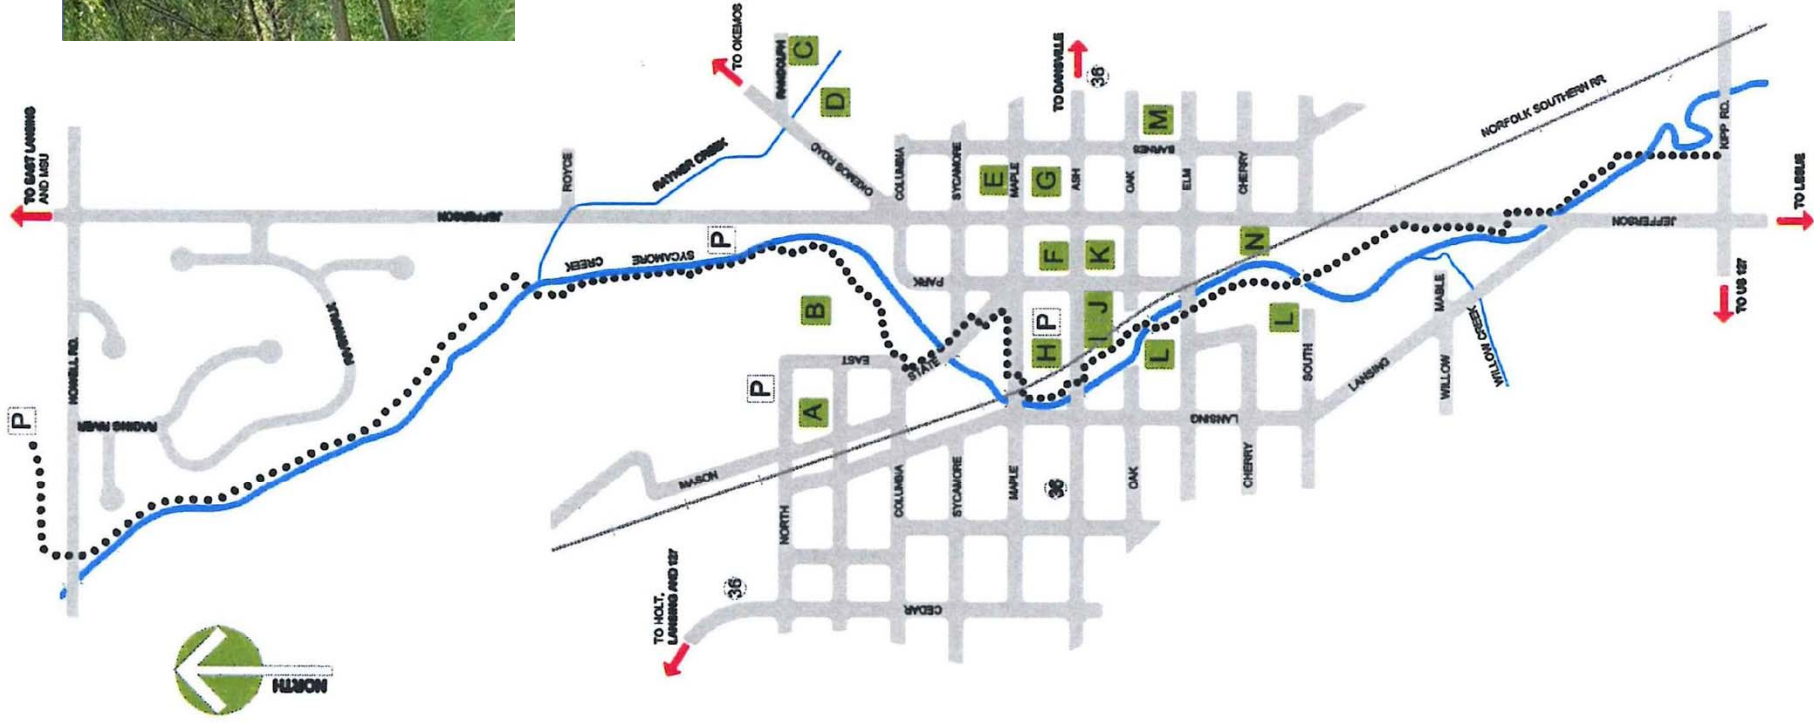 TO EAST LANSING
AND MSU
HOWELL RD.
P
RAGING RIVER
RIVERWALK
JEFFERSON
ROYCE
RAYNER CREEK
TO OKEMOS
RANDOLPH
C
D
OKEMOS ROAD
P
SYCAMORE
CREEK
B
P
A
EAST
STATE
MASON
NORTH
TO HOLT,
LANSING AND 127
36
CEDAR
COLUMBIA
SYCAMORE
MAPLE
36
OAK
CHERRY
LANSING
PARK
COLUMBIA
SYCAMORE
MAPLE
ASH
OAK
ELM
CHERRY
BARNES
TO DANSVILLE
36
E
G
M
F
K
N
H
P
I
J
L
L
SOUTH
LANSING
WILLOW
MABLE
WILLOW CREEK
NORFOLK SOUTHERN RR
JEFFERSON
KIPP RD.
TO LESLIE
TO US 127
NORTH